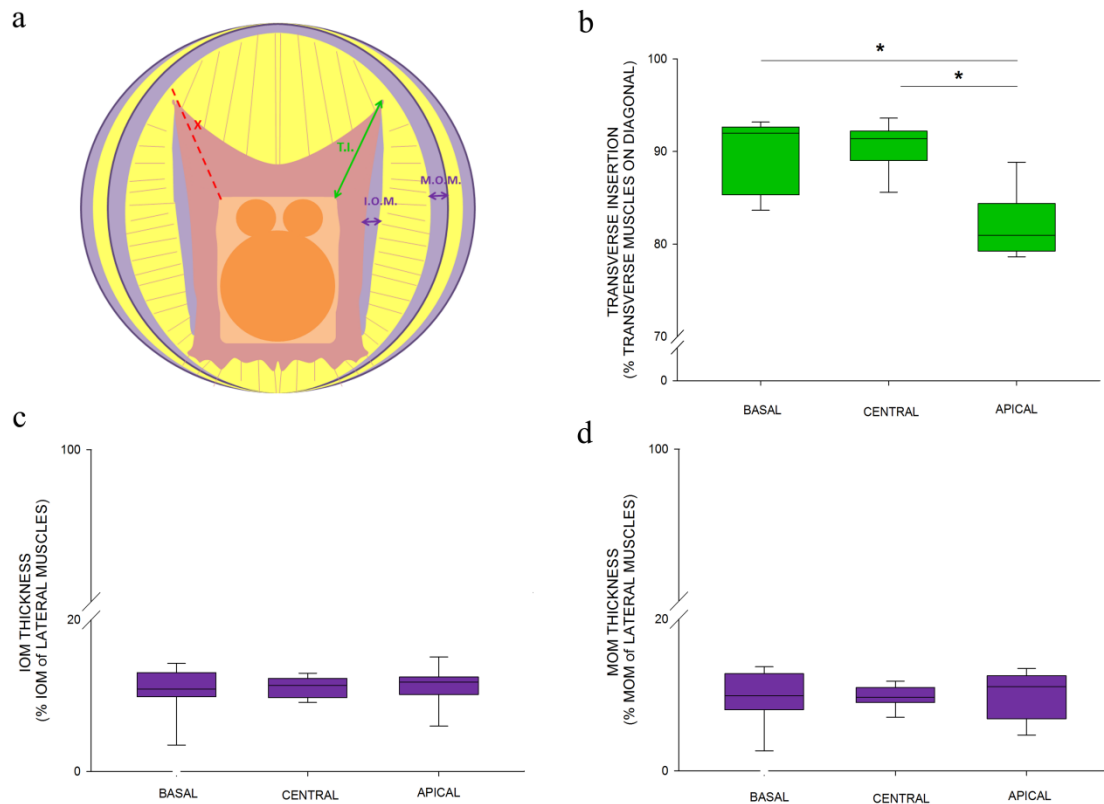 a
X
T.I.
M.O.M.
I.O.M.
b
TRANSVERSE INSERTION
(% TRANSVERSE MUSCLES ON DIAGONAL)
100
90
80
70
0
*
*
BASAL CENTRAL APICAL
c
IOM THICKNESS
(% IOM of LATERAL MUSCLES)
100
20
0
BASAL CENTRAL APICAL
d
MOM THICKNESS
(% MOM of LATERAL MUSCLES)
100
20
0
BASAL CENTRAL APICAL